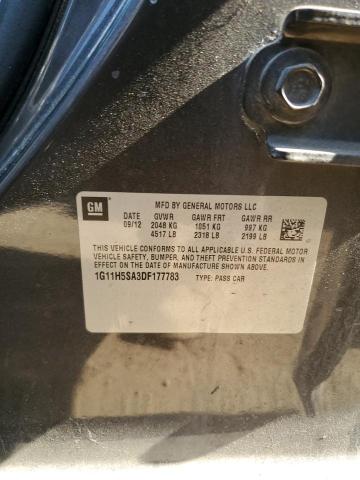 GM
MFD BY GENERAL MOTORS LLC
DATE GVWR GAWR FRT GAWR RR
09/12 2048 KG 1051 KG 997 KG
4517 LB 2318 LB 2199 LB
THIS VEHICLE CONFORMS TO ALL APPLICABLE U.S. FEDERAL MOTOR
VEHICLE SAFETY, BUMPER, AND THEFT PREVENTION STANDARDS
IN EFFECT ON THE DATE OF MANUFACTURE SHOWN ABOVE.
1G11H5SA3DF177783 TYPE: PASS CAR